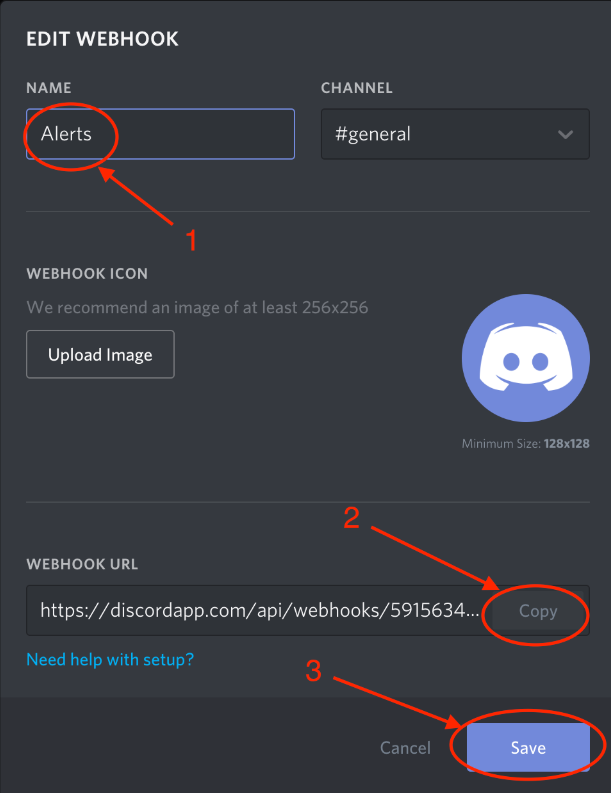 EDIT WEBHOOK
NAME
CHANNEL
Alerts
#general
1
WEBHOOK ICON
We recommend an image of at least 256x256
Upload Image
Minimum Size: 128x128
2
WEBHOOK URL
https://discordapp.com/api/webhooks/5915634...
Copy
Need help with setup?
3
Cancel
Save